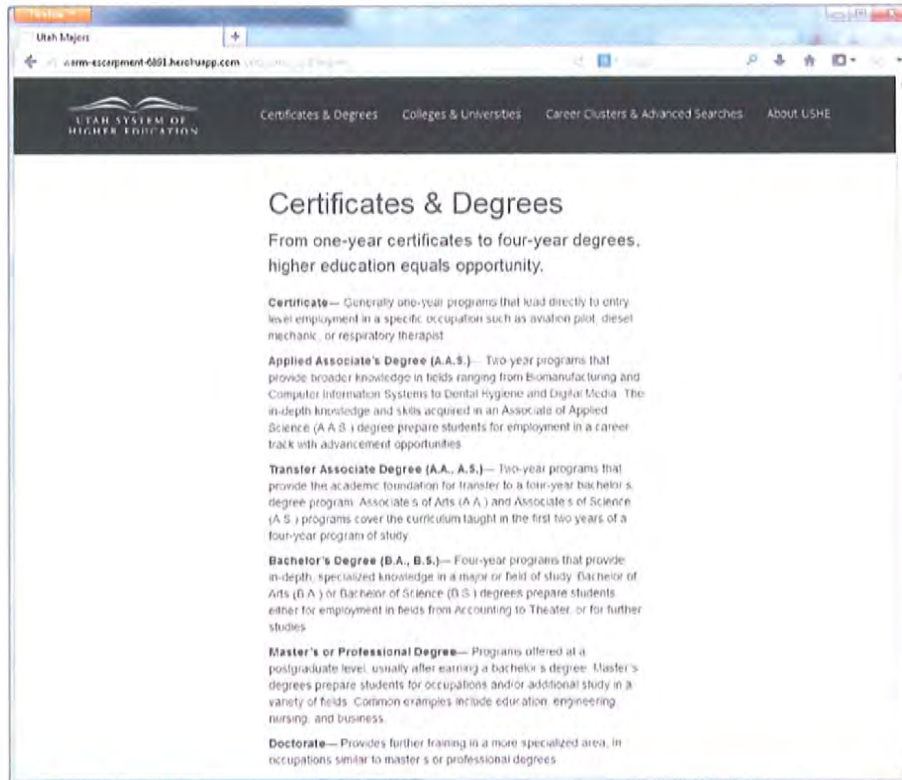 Firefox
Utah Majors
+
warm-escarpment-6891.herokuapp.com
UTAH SYSTEM OF
HIGHER EDUCATION
Certificates & Degrees
Colleges & Universities
Career Clusters & Advanced Searches
About USHE
Certificates & Degrees
From one-year certificates to four-year degrees,
higher education equals opportunity.
Certificate— Generally one-year programs that lead directly to entry
level employment in a specific occupation such as aviation pilot, diesel
mechanic, or respiratory therapist
Applied Associate's Degree (A.A.S.)— Two year programs that
provide broader knowledge in fields ranging from Biomanufacturing and
Computer Information Systems to Dental Hygiene and Digital Media. The
in-depth knowledge and skills acquired in an Associate of Applied
Science (A.A.S.) degree prepare students for employment in a career
track with advancement opportunities
Transfer Associate Degree (A.A., A.S.)— Two-year programs that
provide the academic foundation for transfer to a four-year bachelor's
degree program. Associate's of Arts (A.A.) and Associate's of Science
(A.S.) programs cover the curriculum taught in the first two years of a
four-year program of study
Bachelor's Degree (B.A., B.S.)— Four-year programs that provide
in-depth, specialized knowledge in a major or field of study. Bachelor of
Arts (B.A.) or Bachelor of Science (B.S.) degrees prepare students
either for employment in fields from Accounting to Theater, or for further
studies
Master's or Professional Degree— Programs offered at a
postgraduate level, usually after earning a bachelor's degree. Master's
degrees prepare students for occupations and/or additional study in a
variety of fields. Common examples include education, engineering,
nursing, and business.
Doctorate— Provides further training in a more specialized area, in
occupations similar to master's or professional degrees